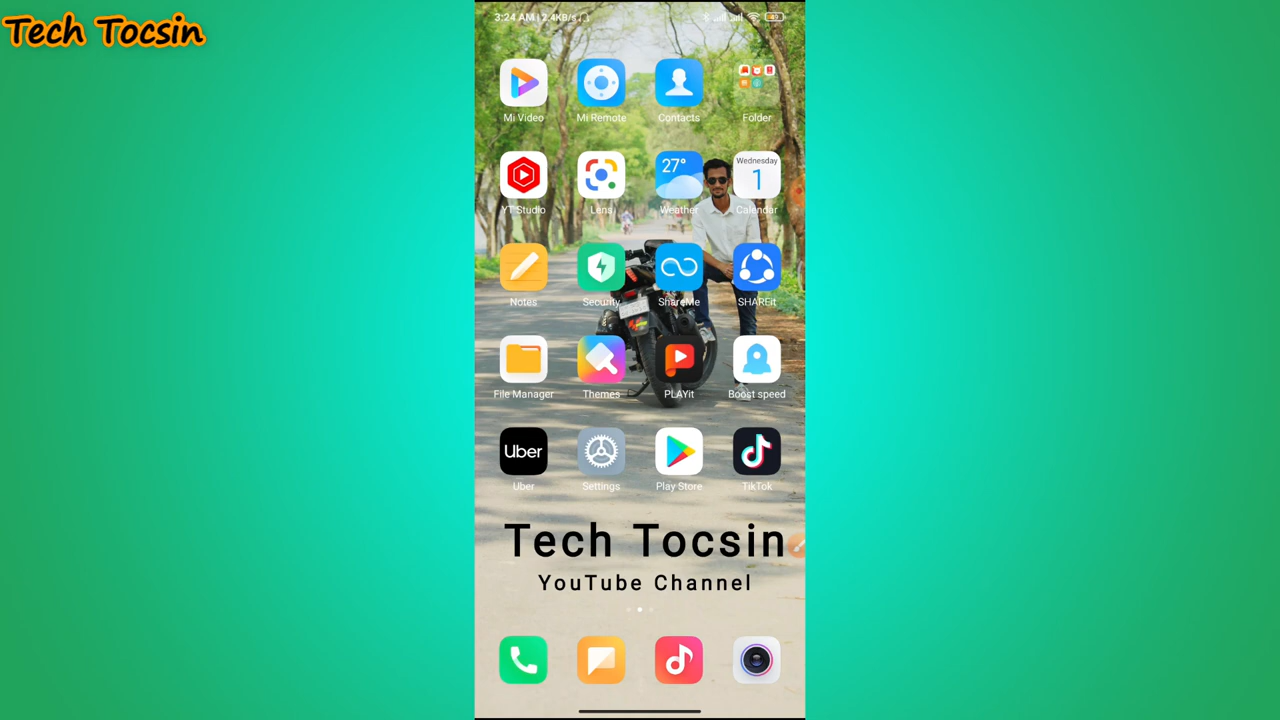 Tech Tocsin
3:24 AM | 2.4KB/s
49
Mi Video
Mi Remote
Contacts
Folder
27°
Wednesday
1
YT Studio
Lens
Weather
Calendar
Notes
Security
ShareMe
SHAREit
File Manager
Themes
PLAYit
Boost speed
Uber
Uber
Settings
Play Store
TikTok
Tech Tocsin
YouTube Channel